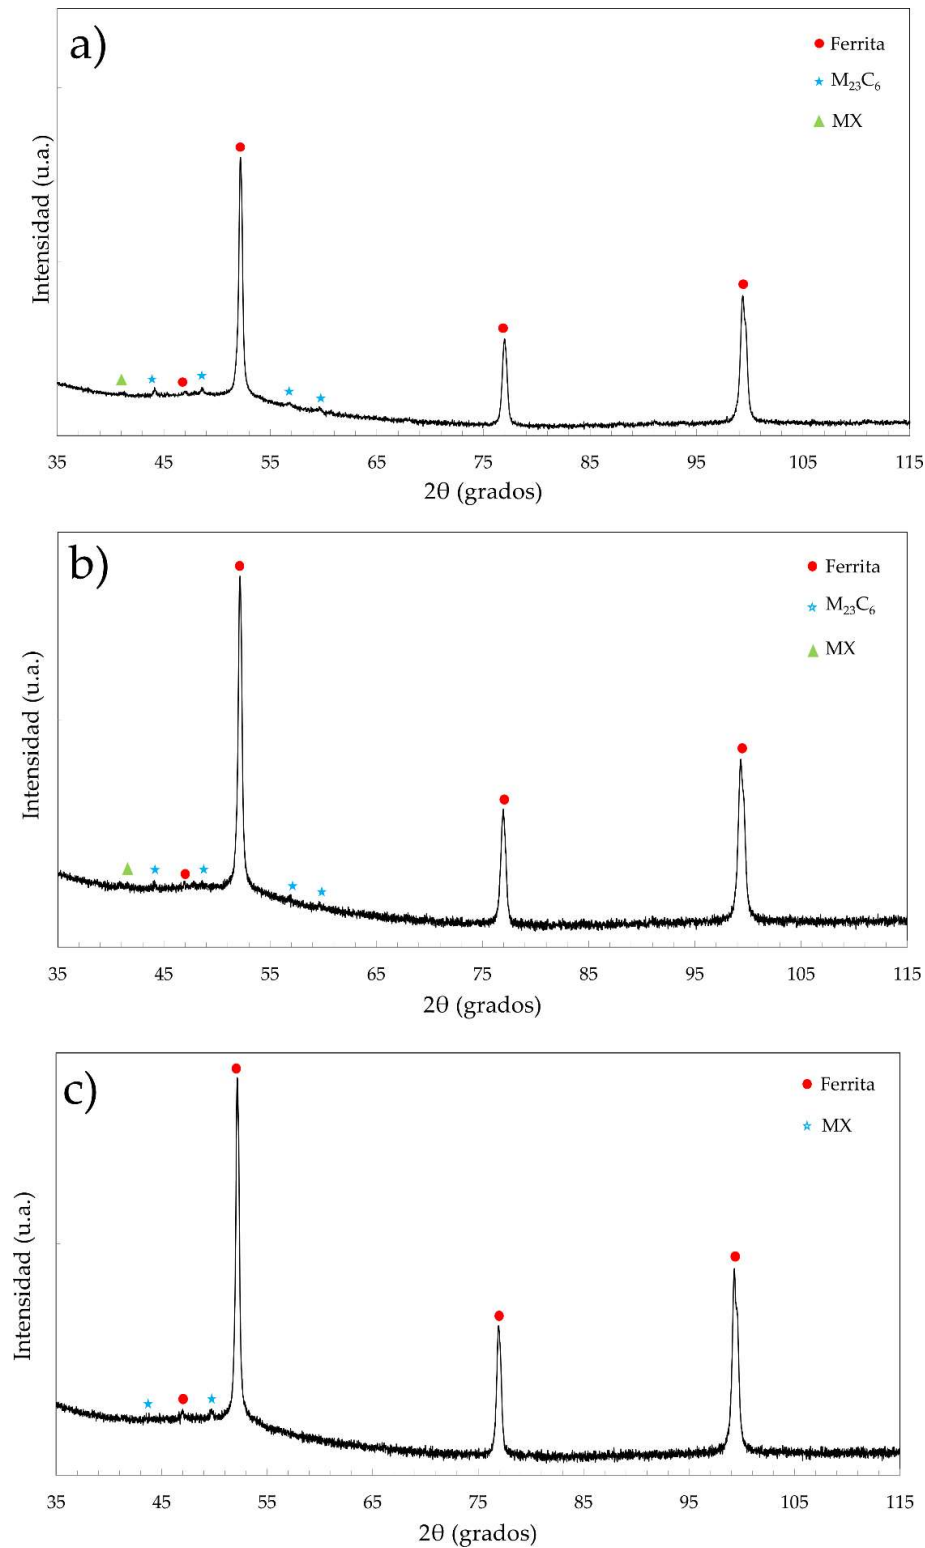 a)
Ferrita
M₂₃C₆
MX
Intensidad (u.a.)
35 45 55 65 75 85 95 105 115
2θ (grados)
b)
Ferrita
M₂₃C₆
MX
Intensidad (u.a.)
35 45 55 65 75 85 95 105 115
2θ (grados)
c)
Ferrita
MX
Intensidad (u.a.)
35 45 55 65 75 85 95 105 115
2θ (grados)